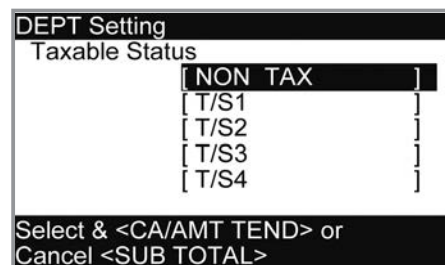 DEPT Setting
Taxable Status
[ NON TAX ]
[ T/S1 ]
[ T/S2 ]
[ T/S3 ]
[ T/S4 ]
Select & <CA/AMT TEND> or
Cancel <SUB TOTAL>